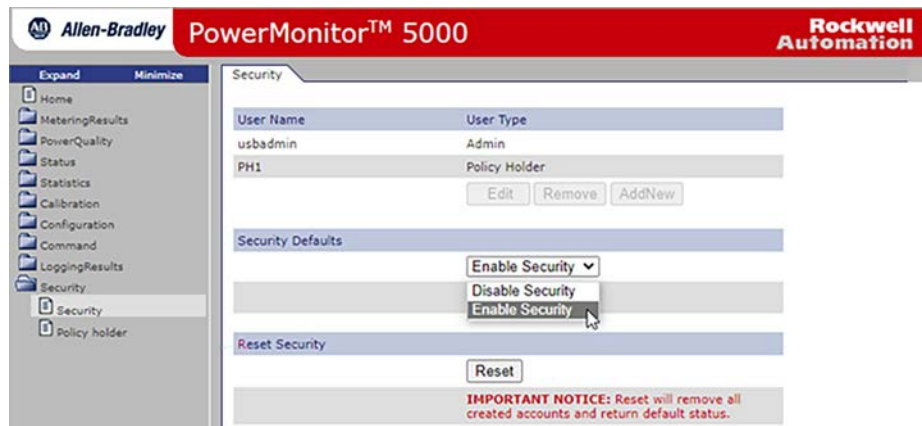 AB Allen-Bradley PowerMonitor™ 5000 Rockwell Automation
Expand Minimize
Home
MeteringResults
PowerQuality
Status
Statistics
Calibration
Configuration
Command
LoggingResults
Security
Security
Policy holder
Security
User Name User Type
usbadmin Admin
PH1 Policy Holder
Edit Remove AddNew
Security Defaults
Enable Security
Disable Security
Enable Security
Reset Security
Reset
IMPORTANT NOTICE: Reset will remove all
created accounts and return default status.